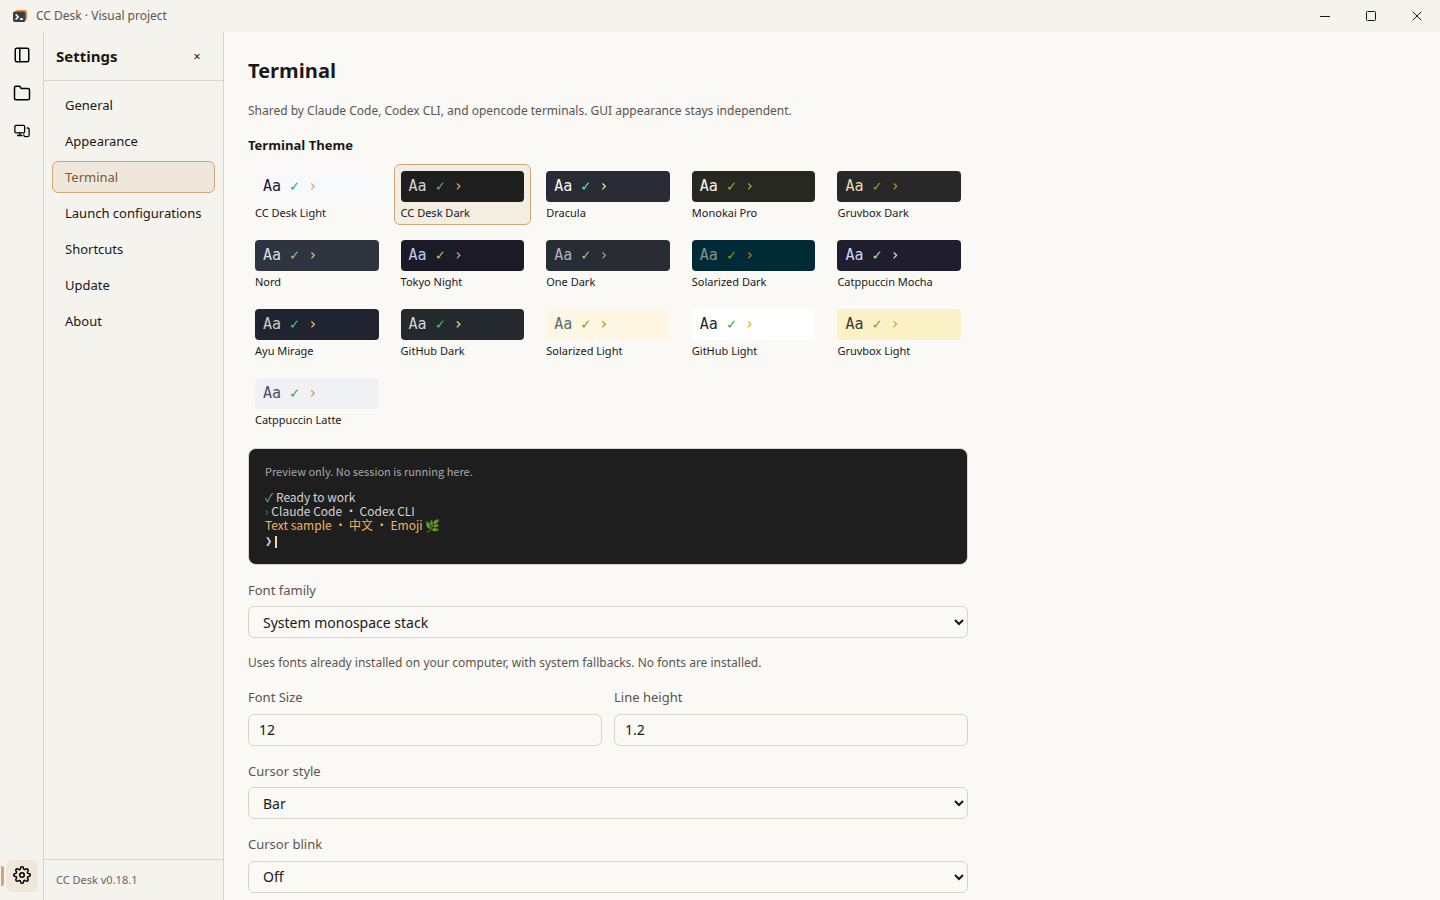 CC Desk · Visual project
Settings
×
General
Appearance
Terminal
Launch configurations
Shortcuts
Update
About
CC Desk v0.18.1
Terminal
Shared by Claude Code, Codex CLI, and opencode terminals. GUI appearance stays independent.
Terminal Theme
Aa ✓ ›
CC Desk Light
Aa ✓ ›
CC Desk Dark
Aa ✓ ›
Dracula
Aa ✓ ›
Monokai Pro
Aa ✓ ›
Gruvbox Dark
Aa ✓ ›
Nord
Aa ✓ ›
Tokyo Night
Aa ✓ ›
One Dark
Aa ✓ ›
Solarized Dark
Aa ✓ ›
Catppuccin Mocha
Aa ✓ ›
Ayu Mirage
Aa ✓ ›
GitHub Dark
Aa ✓ ›
Solarized Light
Aa ✓ ›
GitHub Light
Aa ✓ ›
Gruvbox Light
Aa ✓ ›
Catppuccin Latte
Preview only. No session is running here.
✓ Ready to work
› Claude Code · Codex CLI
Text sample · 中文 · Emoji 🌿
❯
Font family
System monospace stack
Uses fonts already installed on your computer, with system fallbacks. No fonts are installed.
Font Size
12
Line height
1.2
Cursor style
Bar
Cursor blink
Off